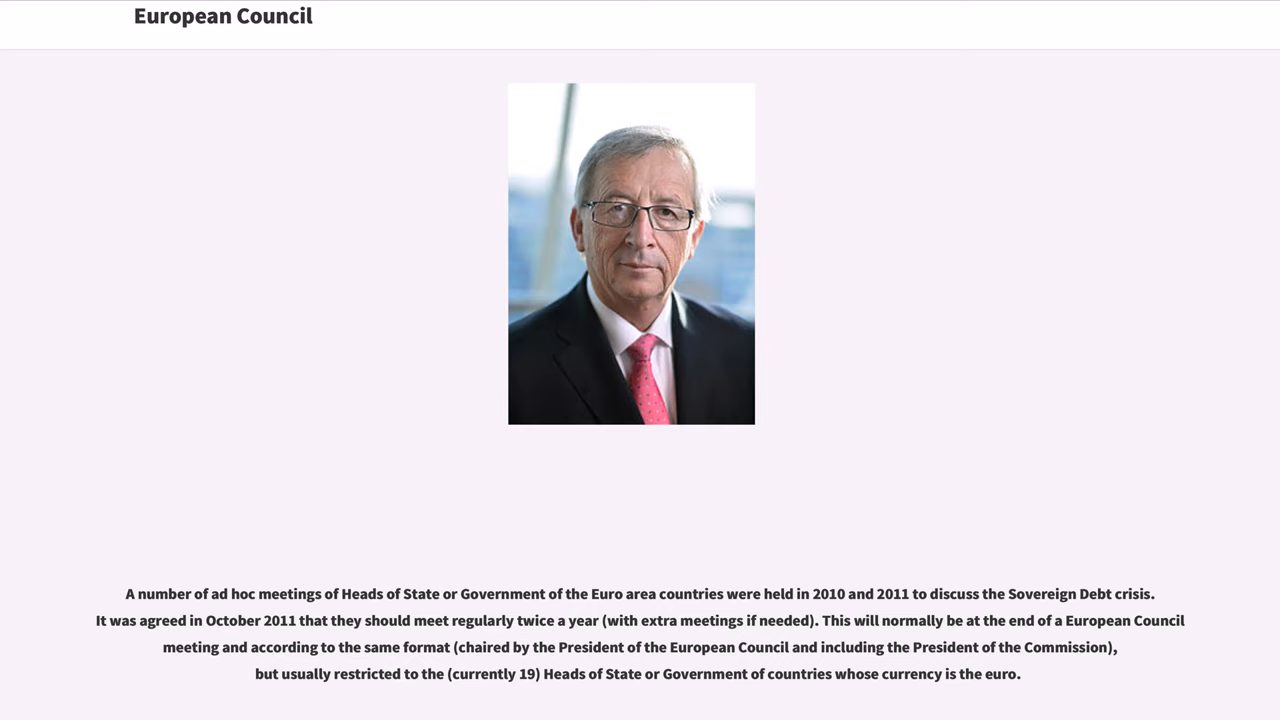 European Council
A number of ad hoc meetings of Heads of State or Government of the Euro area countries were held in 2010 and 2011 to discuss the Sovereign Debt crisis.
It was agreed in October 2011 that they should meet regularly twice a year (with extra meetings if needed). This will normally be at the end of a European Council
meeting and according to the same format (chaired by the President of the European Council and including the President of the Commission),
but usually restricted to the (currently 19) Heads of State or Government of countries whose currency is the euro.